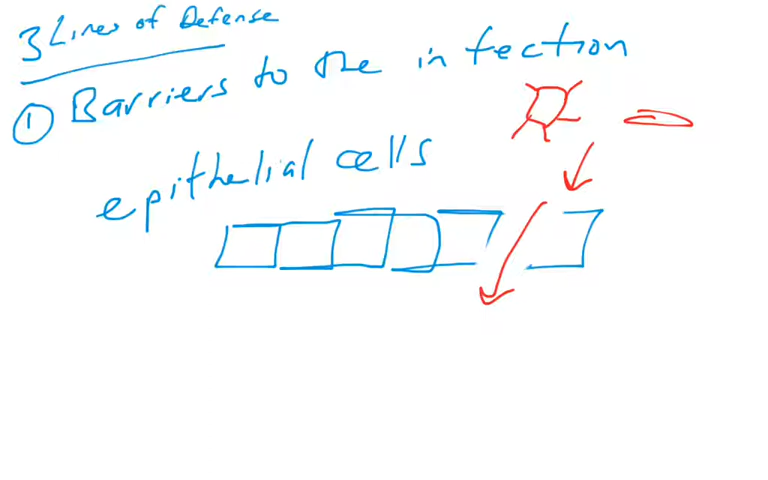 3 Lines of Defense
① Barriers to the infection
epithelial cells